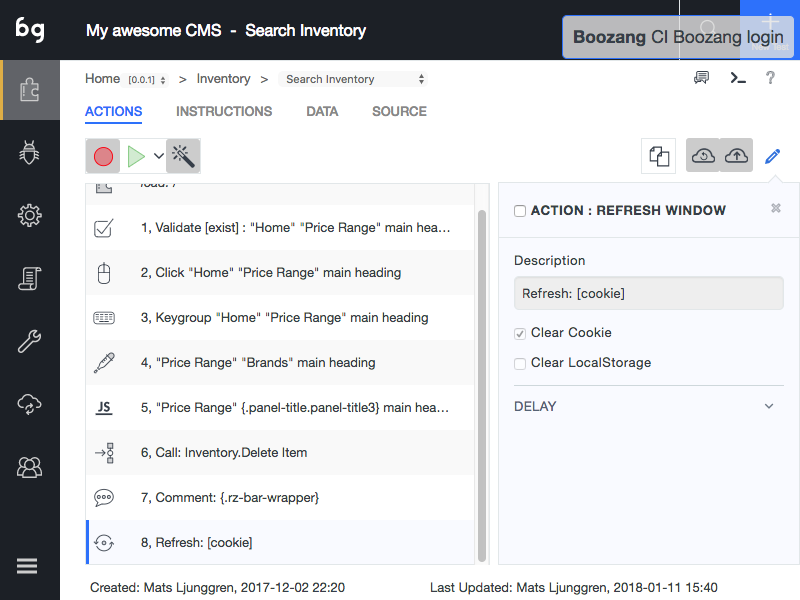 bg
My awesome CMS - Search Inventory
Boozang CI Boozang login
Home [0.0.1] > Inventory > Search Inventory
?
ACTIONS INSTRUCTIONS DATA SOURCE
load: /
1, Validate [exist] : "Home" "Price Range" main hea...
2, Click "Home" "Price Range" main heading
3, Keygroup "Home" "Price Range" main heading
4, "Price Range" "Brands" main heading
JS 5, "Price Range" {.panel-title.panel-title3} main hea...
6, Call: Inventory.Delete Item
7, Comment: {.rz-bar-wrapper}
8, Refresh: [cookie]
ACTION : REFRESH WINDOW
Description
Refresh: [cookie]
Clear Cookie
Clear LocalStorage
DELAY
Created: Mats Ljunggren, 2017-12-02 22:20
Last Updated: Mats Ljunggren, 2018-01-11 15:40